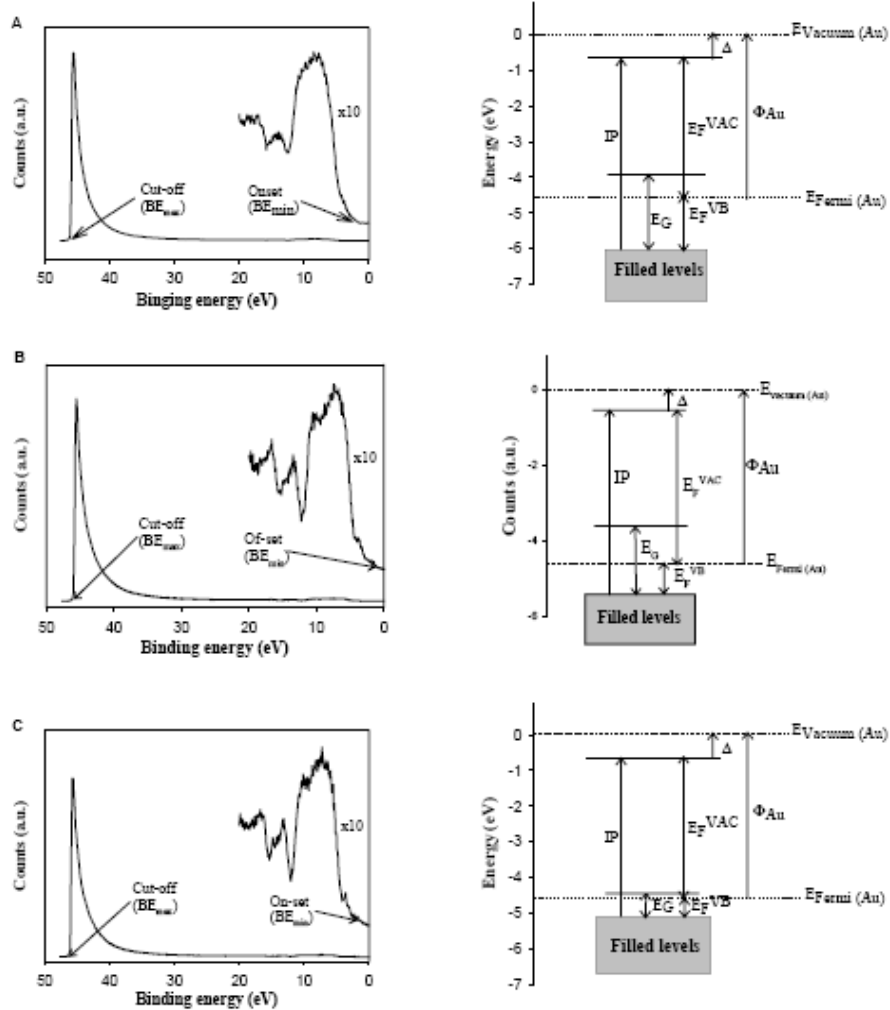 A
Counts (a.u.)
x10
Cut-off
(BEmax)
Onset
(BEmin)
50 40 30 20 10 0
Binging energy (eV)
Energy (eV)
0
-1
-2
-3
-4
-5
-6
-7
EVacuum (Au)
Δ
IP
EFVAC
ΦAu
EFermi (Au)
EG
EFVB
Filled levels
B
Counts (a.u.)
x10
Cut-off
(BEmax)
Of-set
(BEmin)
50 40 30 20 10 0
Binding energy (eV)
Counts (a.u.)
0
-2
-4
-6
Evacuum (Au)
Δ
IP
EFVAC
ΦAu
EG
EFermi (Au)
EFVB
Filled levels
C
Counts (a.u.)
x10
Cut-off
(BEmax)
On-set
(BEmin)
50 40 30 20 10 0
Binding energy (eV)
Energy (eV)
0
-1
-2
-3
-4
-5
-6
-7
EVacuum (Au)
Δ
IP
EFVAC
ΦAu
EFermi (Au)
EG
EFVB
Filled levels